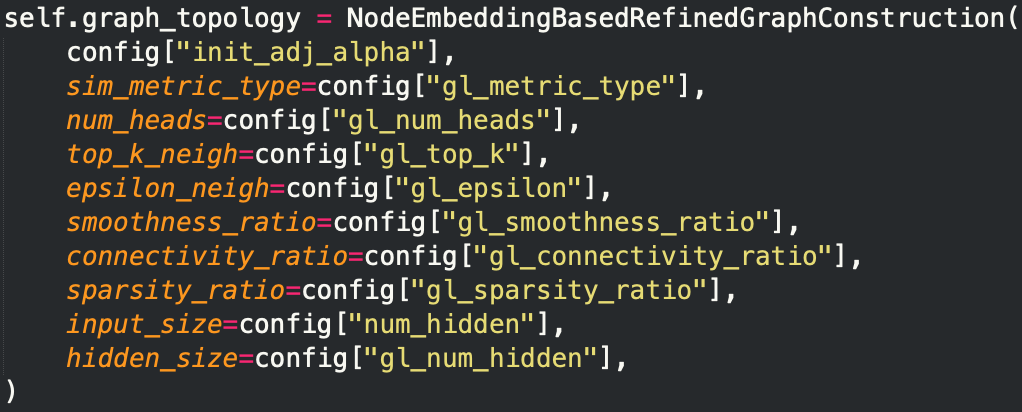 self.graph_topology = NodeEmbeddingBasedRefinedGraphConstruction(
    config["init_adj_alpha"],
    sim_metric_type=config["gl_metric_type"],
    num_heads=config["gl_num_heads"],
    top_k_neigh=config["gl_top_k"],
    epsilon_neigh=config["gl_epsilon"],
    smoothness_ratio=config["gl_smoothness_ratio"],
    connectivity_ratio=config["gl_connectivity_ratio"],
    sparsity_ratio=config["gl_sparsity_ratio"],
    input_size=config["num_hidden"],
    hidden_size=config["gl_num_hidden"],
)